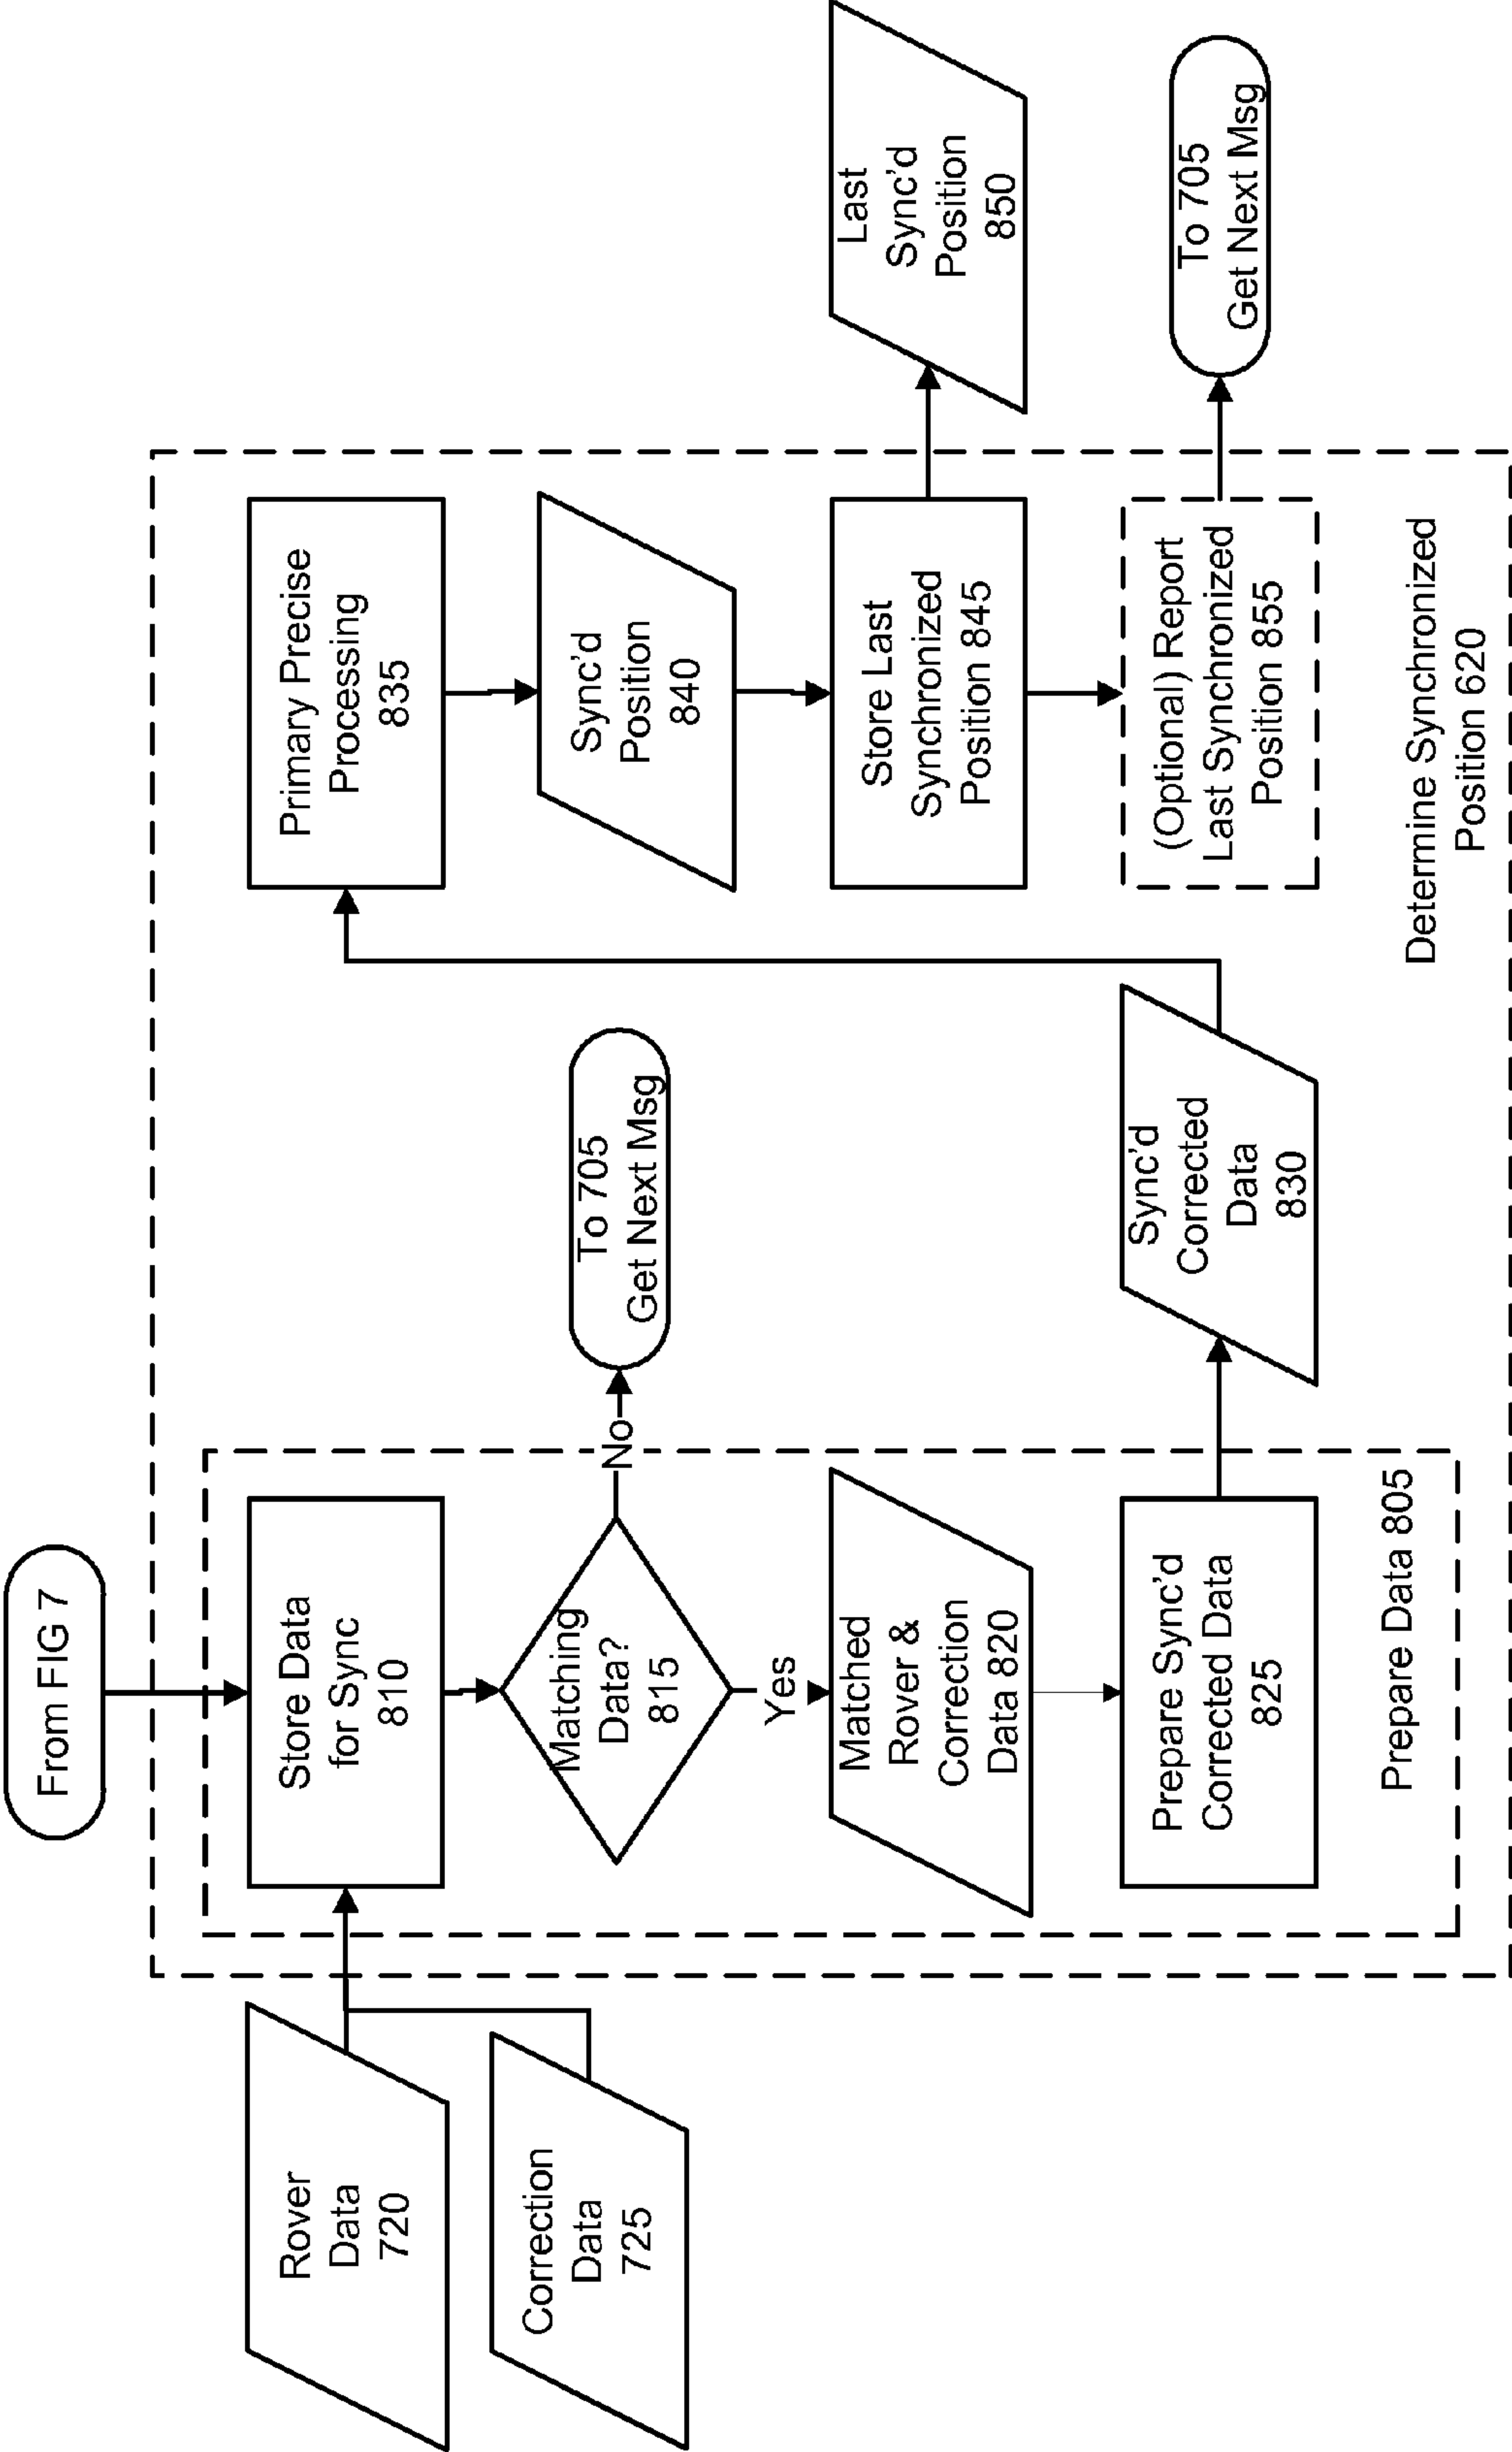 From FIG 7
Rover
Data
720
Correction
Data
725
Store Data
for Sync
810
Matching
Data?
815
No
To 705
Get Next Msg
Yes
Matched
Rover &
Correction
Data 820
Prepare Sync'd
Corrected Data
825
Prepare Data 805
Sync'd
Corrected
Data
830
Primary Precise
Processing
835
Sync'd
Position
840
Store Last
Synchronized
Position 845
Last
Sync'd
Position
850
(Optional) Report
Last Synchronized
Position 855
To 705
Get Next Msg
Determine Synchronized
Position 620